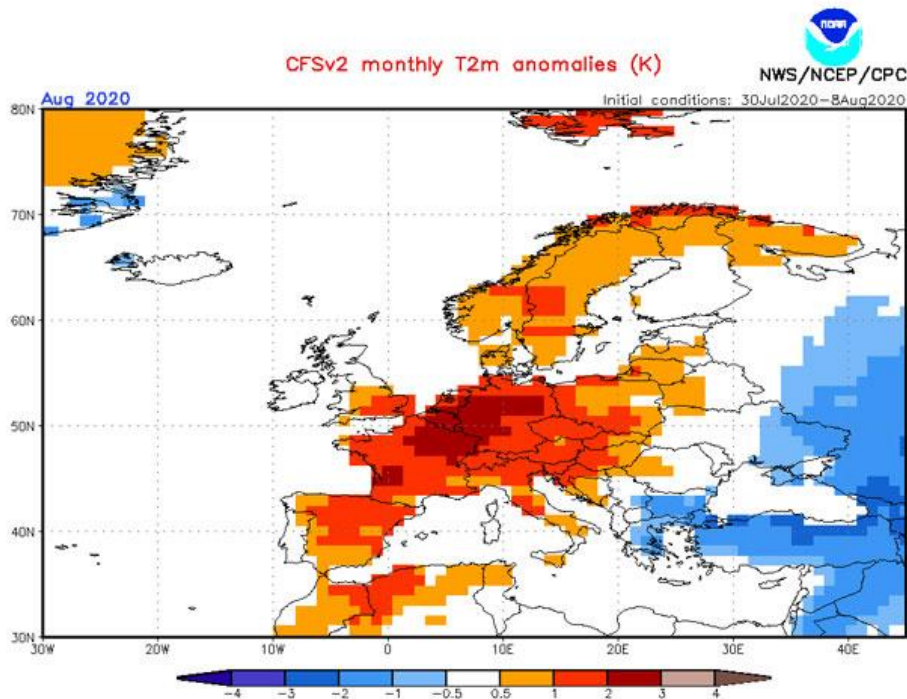 NOAA
CFSv2 monthly T2m anomalies (K)
NWS/NCEP/CPC
Aug 2020
Initial conditions: 30Jul2020-8Aug2020
80N
70N
60N
50N
40N
30N
30W 20W 10W 0 10E 20E 30E 40E
-4 -3 -2 -1 -0.5 0.5 1 2 3 4